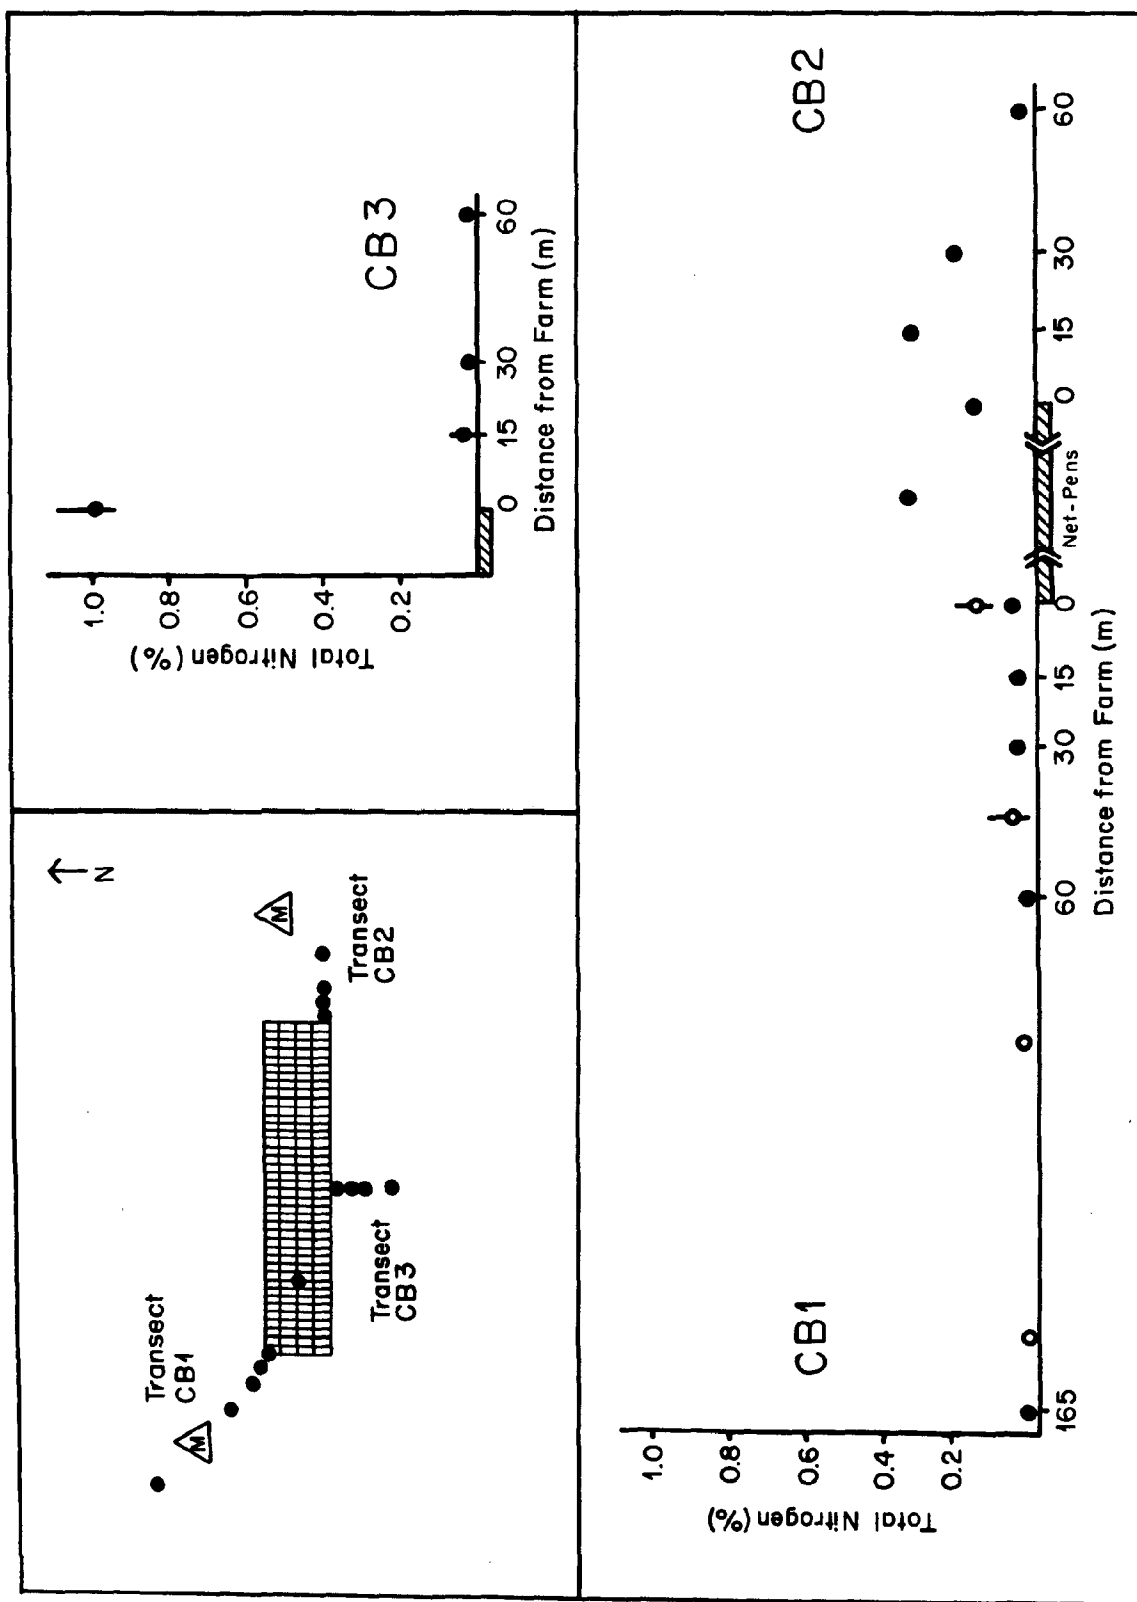 N
Transect
CB1
M
M
Transect
CB2
Transect
CB3
CB3
Total Nitrogen (%)
1.0
0.8
0.6
0.4
0.2
0
15
30
60
Distance from Farm (m)
CB1
CB2
Total Nitrogen (%)
1.0
0.8
0.6
0.4
0.2
165
60
30
15
0
Net-Pens
0
15
30
60
Distance from Farm (m)